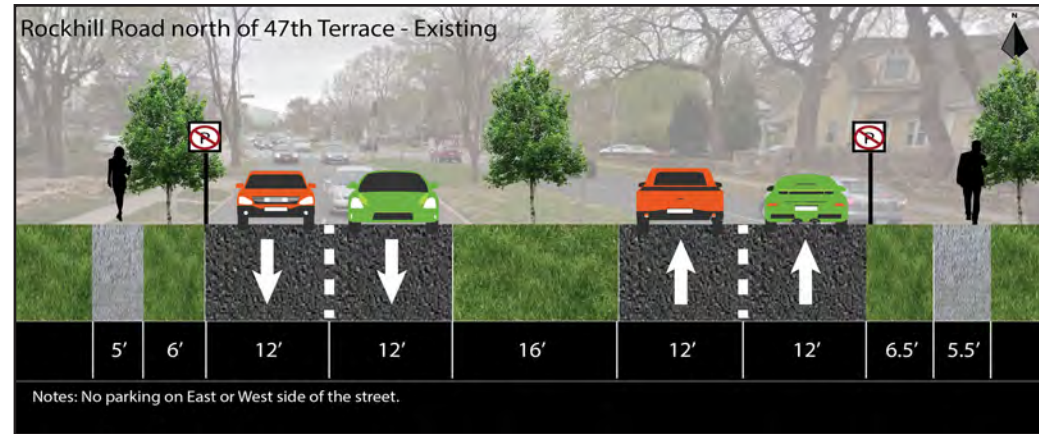 Rockhill Road north of 47th Terrace - Existing
N
P
P
5’ 6’ 12’ 12’ 16’ 12’ 12’ 6.5’ 5.5’
Notes: No parking on East or West side of the street.